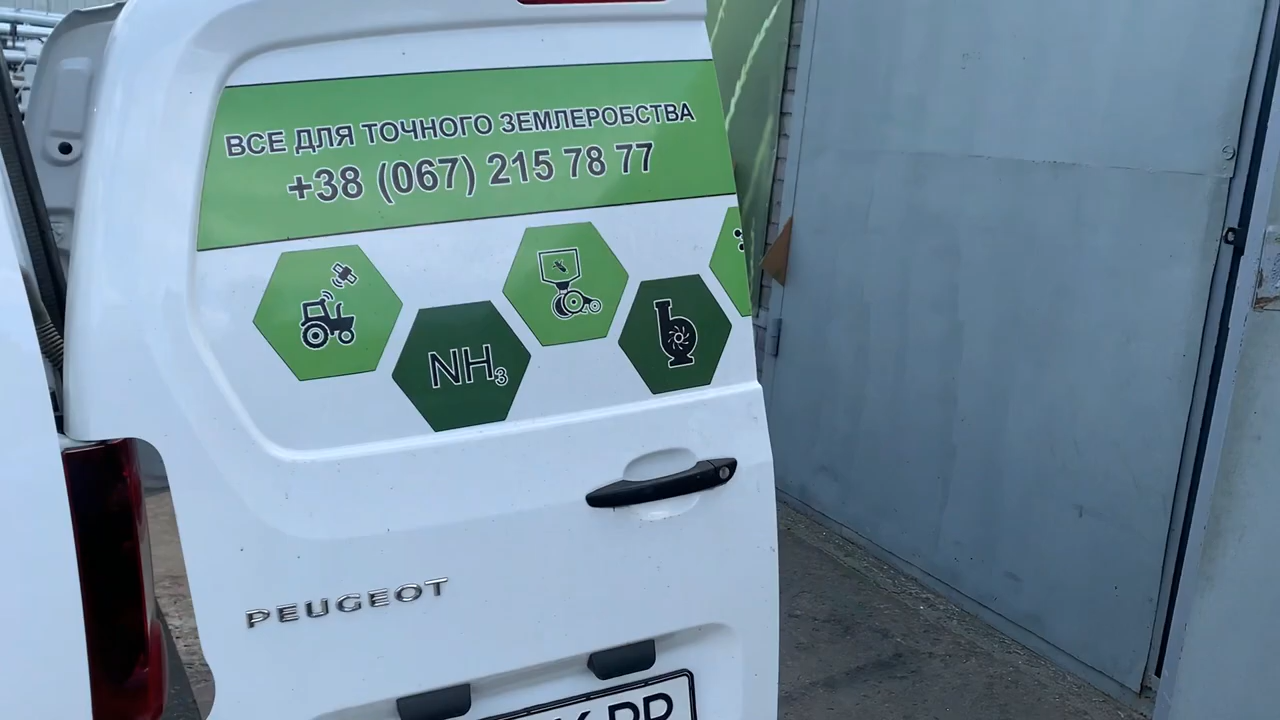 ВСЕ ДЛЯ ТОЧНОГО ЗЕМЛЕРОБСТВА
+38 (067) 215 78 77
NH3
PEUGEOT